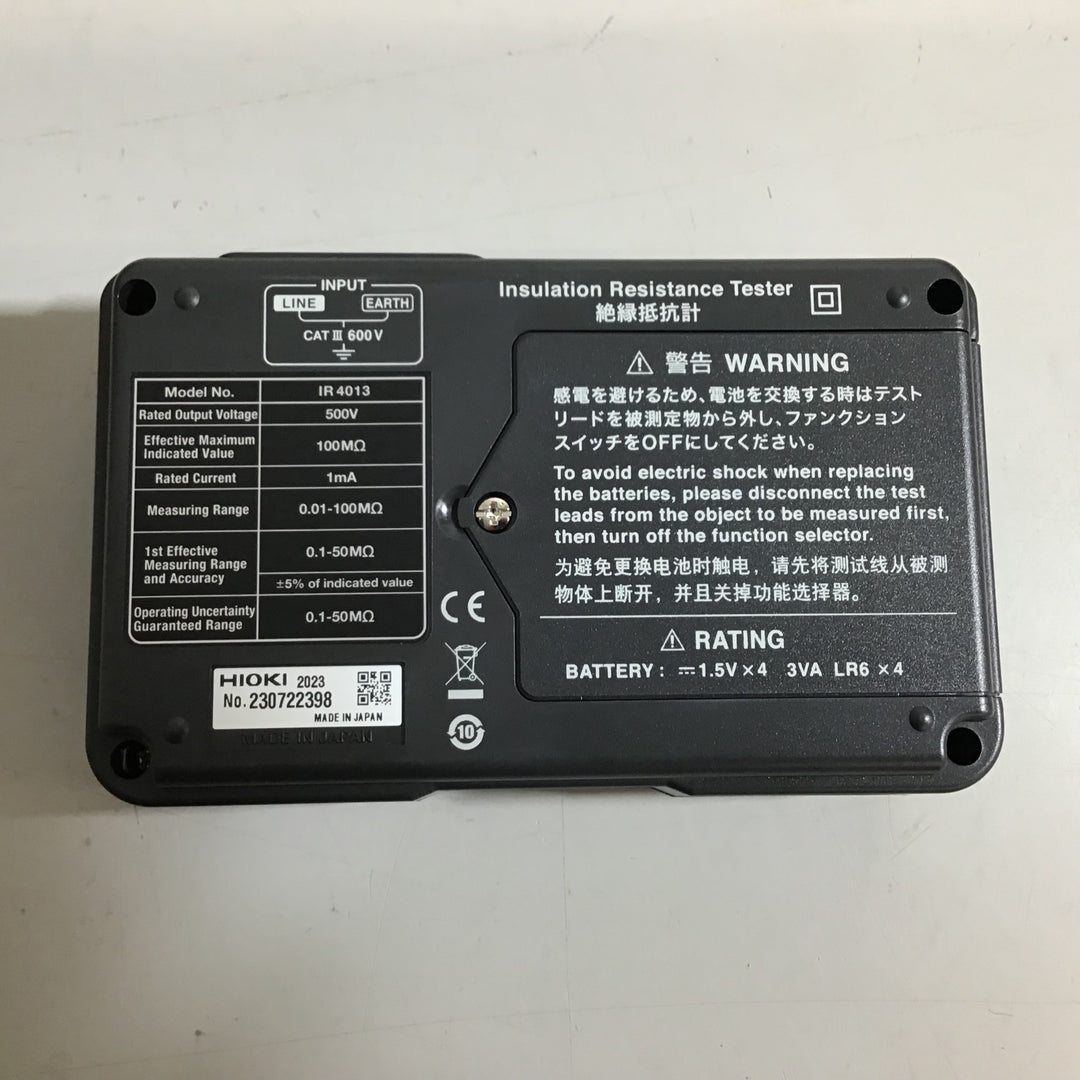 INPUT
LINE EARTH
CAT Ⅲ 600V
Model No. IR4013
Rated Output Voltage 500V
Effective Maximum
Indicated Value 100MΩ
Rated Current 1mA
Measuring Range 0.01-100MΩ
1st Effective
Measuring Range
and Accuracy
0.1-50MΩ
±5% of indicated value
Operating Uncertainty
Guaranteed Range
0.1-50MΩ
HIOKI 2023
No. 230722398
MADE IN JAPAN
MADE IN JAPAN
CE
10
Insulation Resistance Tester
絶縁抵抗計
警告 WARNING
感電を避けるため、電池を交換する時はテスト
リードを被測定物から外し、ファンクション
スイッチをOFFにしてください。
To avoid electric shock when replacing
the batteries, please disconnect the test
leads from the object to be measured first,
then turn off the function selector.
为避免更换电池时触电，请先将测试线从被测
物体上断开，并且关掉功能选择器。
RATING
BATTERY : ⎓1.5V×4 3VA LR6 ×4